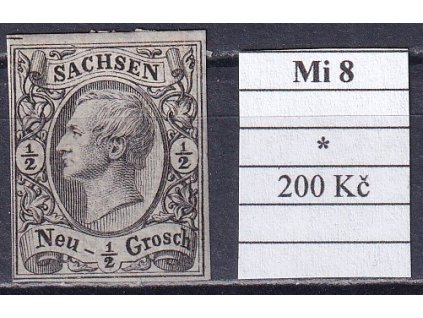 SACHSEN
½ ½
Neu - ½ Grosch
Mi 8
*
200 Kč